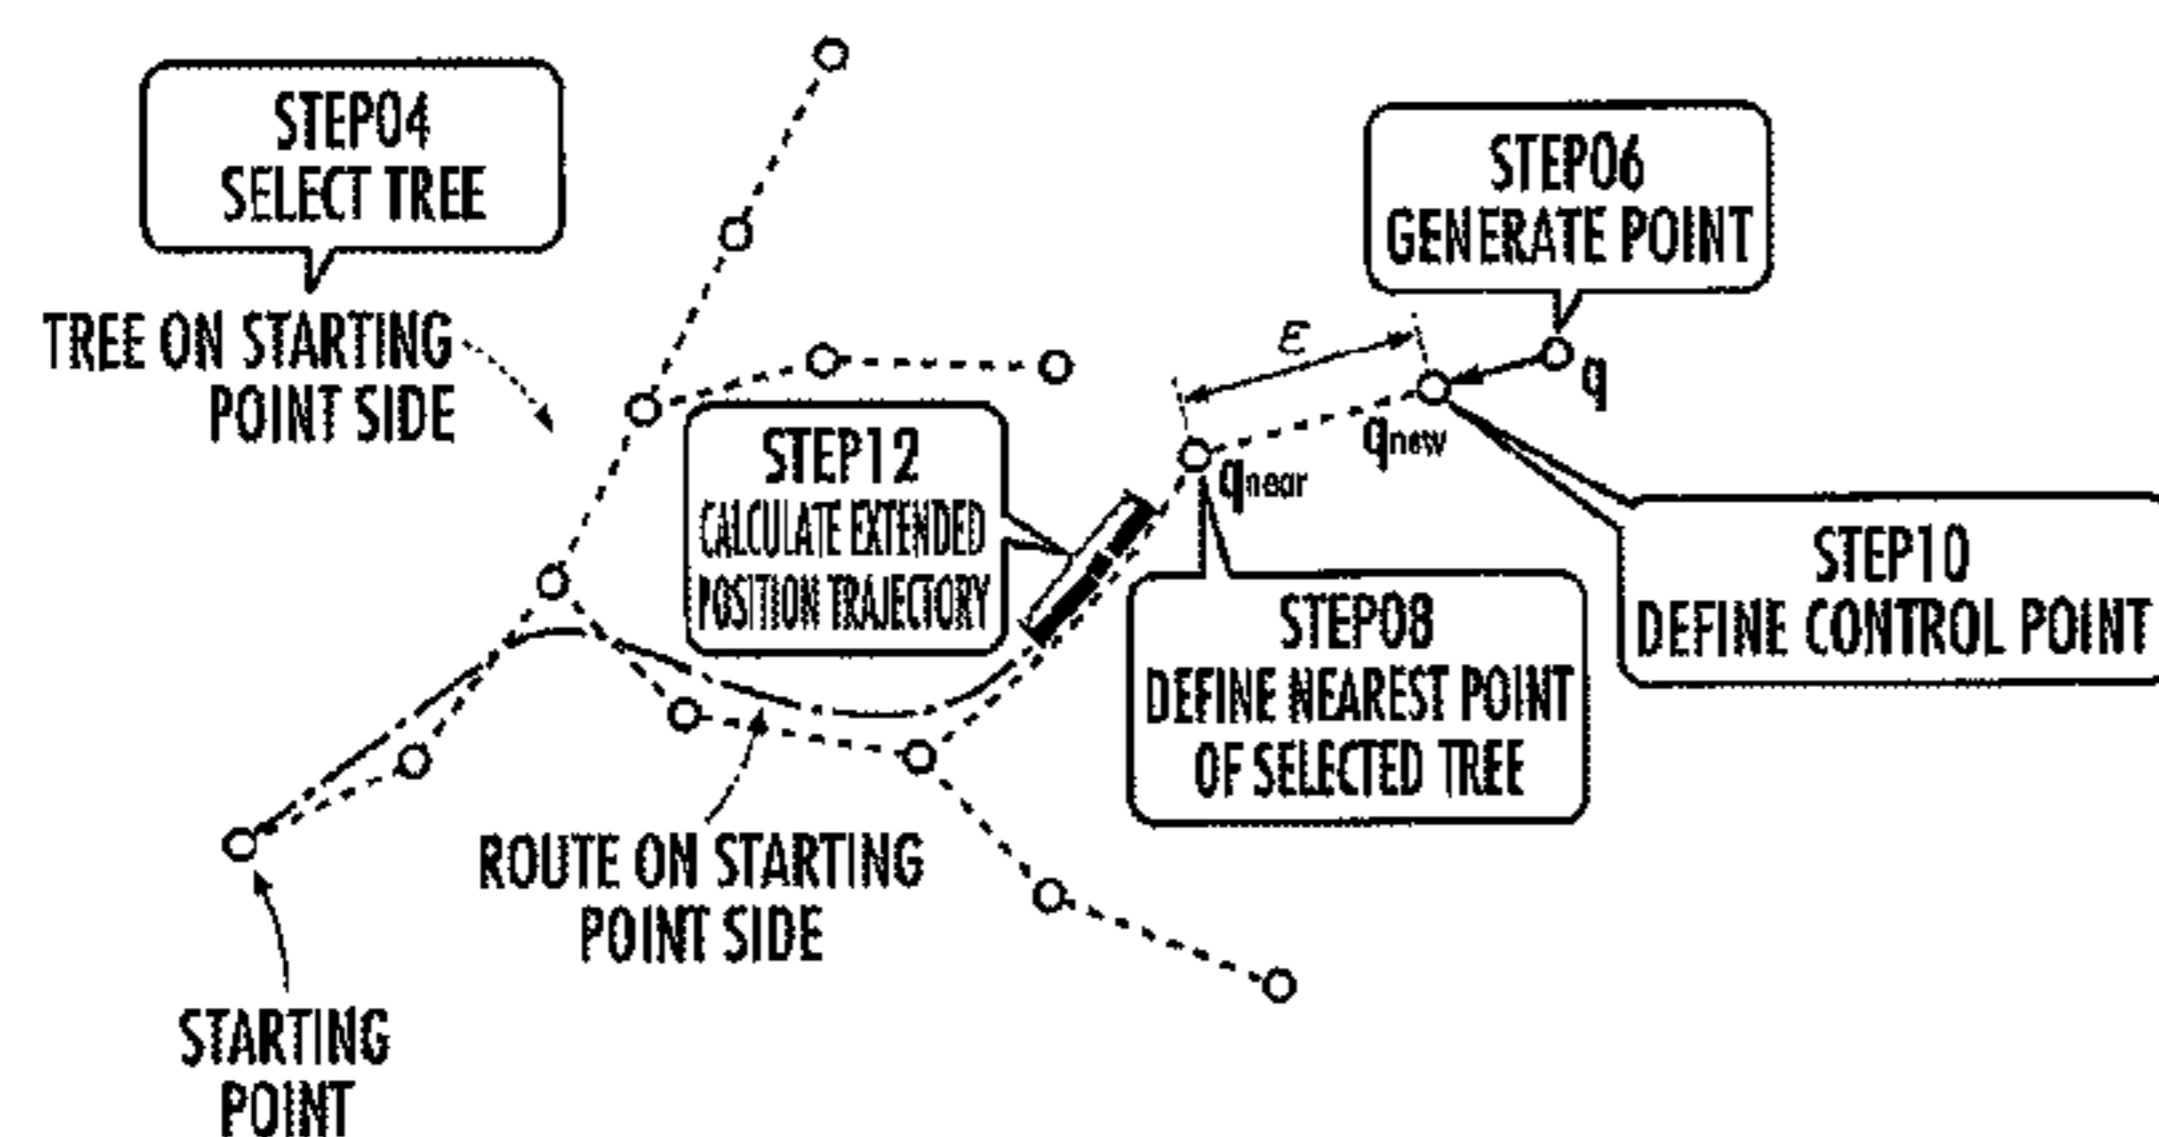 STEP04
SELECT TREE
TREE ON STARTING
POINT SIDE
STEP06
GENERATE POINT
ε
q
qnew
qnear
STEP12
CALCULATE EXTENDED
POSITION TRAJECTORY
STEP10
DEFINE CONTROL POINT
STEP08
DEFINE NEAREST POINT
OF SELECTED TREE
ROUTE ON STARTING
POINT SIDE
STARTING
POINT